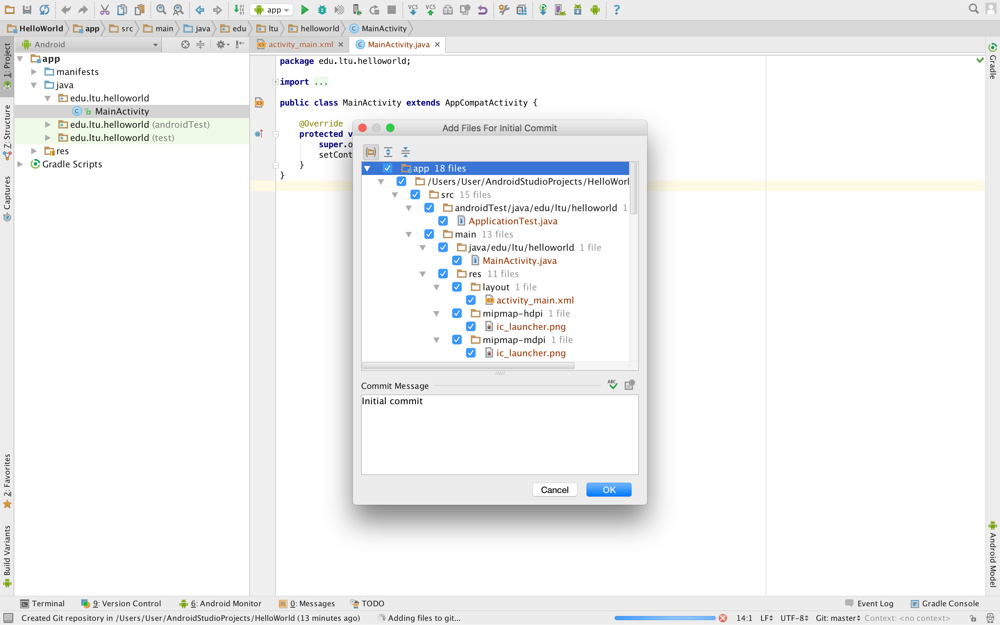 app
VCS VCS
?
HelloWorld app src main java edu ltu helloworld MainActivity
Android
activity_main.xml MainActivity.java
1: Project
7: Structure
Captures
2: Favorites
Build Variants
app
manifests
java
edu.ltu.helloworld
MainActivity
edu.ltu.helloworld (androidTest)
edu.ltu.helloworld (test)
res
Gradle Scripts
package edu.ltu.helloworld;
import ...
public class MainActivity extends AppCompatActivity {
@Override
protected v
super.o
setCont
}
}
Add Files For Initial Commit
app 18 files
/Users/User/AndroidStudioProjects/HelloWorl
src 15 files
androidTest/java/edu/ltu/helloworld 1
ApplicationTest.java
main 13 files
java/edu/ltu/helloworld 1 file
MainActivity.java
res 11 files
layout 1 file
activity_main.xml
mipmap-hdpi 1 file
ic_launcher.png
mipmap-mdpi 1 file
ic_launcher.png
Commit Message
ABC
Initial commit
Cancel OK
Gradle
Android Model
Terminal 9: Version Control 6: Android Monitor 0: Messages TODO Event Log Gradle Console
Created Git repository in /Users/User/AndroidStudioProjects/HelloWorld (13 minutes ago) Adding files to git... 14:1 LF UTF-8 Git: master Context: <no context>